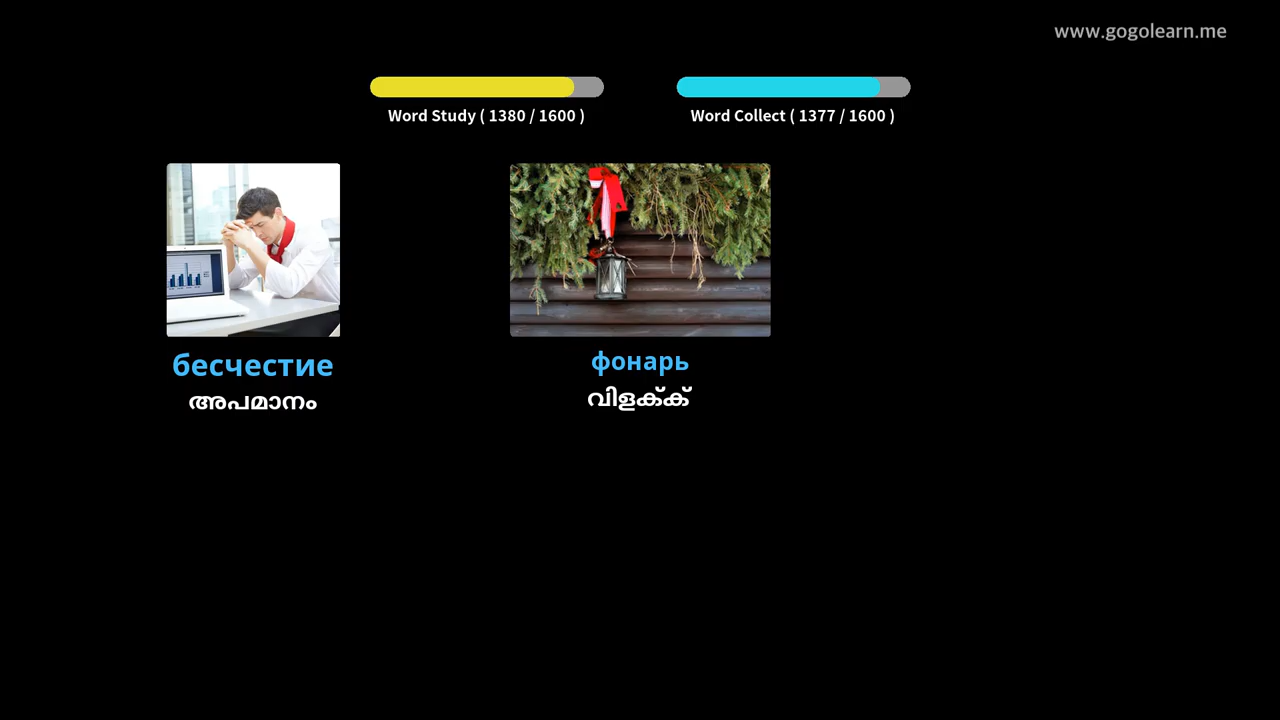 www.gogolearn.me
Word Study ( 1380 / 1600 )
Word Collect ( 1377 / 1600 )
бесчестие
അപമാനം
фонарь
വിളക്ക്